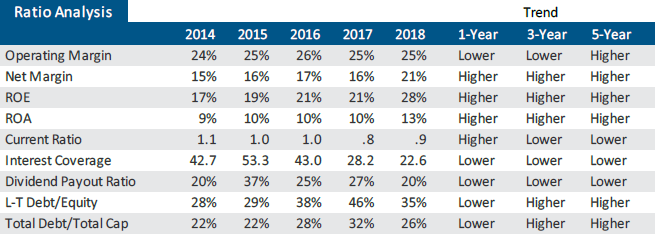 Ratio Analysis Trend
2014 2015 2016 2017 2018 1-Year 3-Year 5-Year
Operating Margin 24% 25% 26% 25% 25% Lower Lower Higher
Net Margin 15% 16% 17% 16% 21% Higher Higher Higher
ROE 17% 19% 21% 21% 28% Higher Higher Higher
ROA 9% 10% 10% 10% 13% Higher Higher Higher
Current Ratio 1.1 1.0 1.0 .8 .9 Higher Lower Lower
Interest Coverage 42.7 53.3 43.0 28.2 22.6 Lower Lower Lower
Dividend Payout Ratio 20% 37% 25% 27% 20% Lower Lower Lower
L-T Debt/Equity 28% 29% 38% 46% 35% Lower Higher Higher
Total Debt/Total Cap 22% 22% 28% 32% 26% Lower Higher Higher